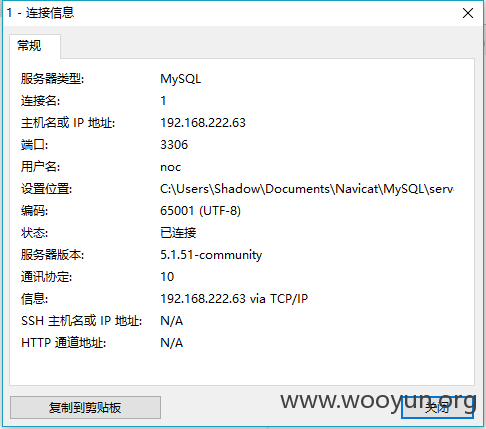 1 - 连接信息
常规
服务器类型: MySQL
连接名: 1
主机名或 IP 地址: 192.168.222.63
端口: 3306
用户名: noc
设置位置: C:\Users\Shadow\Documents\Navicat\MySQL\serv
编码: 65001 (UTF-8)
状态: 已连接
服务器版本: 5.1.51-community
通讯协定: 10
信息: 192.168.222.63 via TCP/IP
SSH 主机名或 IP 地址: N/A
HTTP 通道地址: N/A
复制到剪贴板
关闭
www.wooyun.org